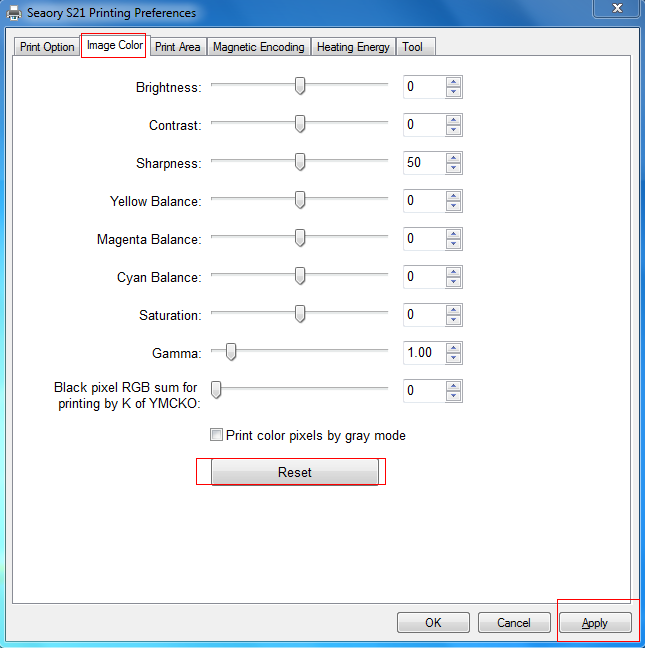 Seaory S21 Printing Preferences
X
Print Option Image Color Print Area Magnetic Encoding Heating Energy Tool
Brightness: 0
Contrast: 0
Sharpness: 50
Yellow Balance: 0
Magenta Balance: 0
Cyan Balance: 0
Saturation: 0
Gamma: 1.00
Black pixel RGB sum for
printing by K of YMCKO: 0
Print color pixels by gray mode
Reset
OK Cancel Apply